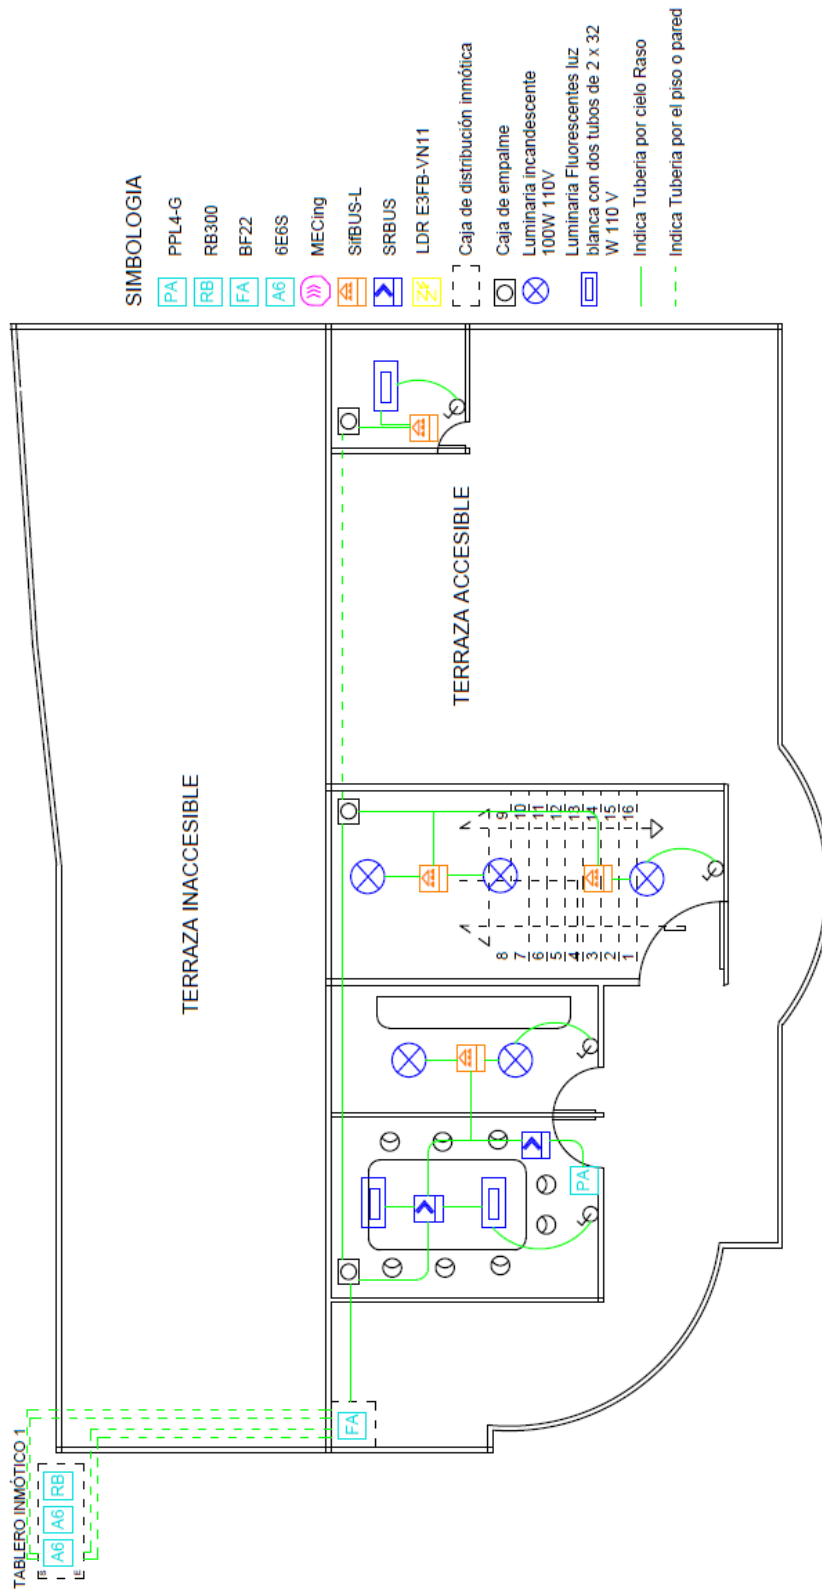 SIMBOLOGIA
PA PPL4-G
RB RB300
FA BF22
A6 6E6S
MECing
SifBUS-L
SRBUS
LDR E3FB-VN11
Caja de distribución inmótica
Caja de empalme
Luminaria incandescente
100W 110V
Luminaria Fluorescentes luz
blanca con dos tubos de 2 x 32
W 110 V
Indica Tuberia por cielo Raso
Indica Tuberia por el piso o pared
TERRAZA INACCESIBLE
TERRAZA ACCESIBLE
8 9
7 10
6 11
5 12
4 13
3 14
2 15
1 16
PA
FA
TABLERO INMÓTICO 1
S
A6 A6 RB
E